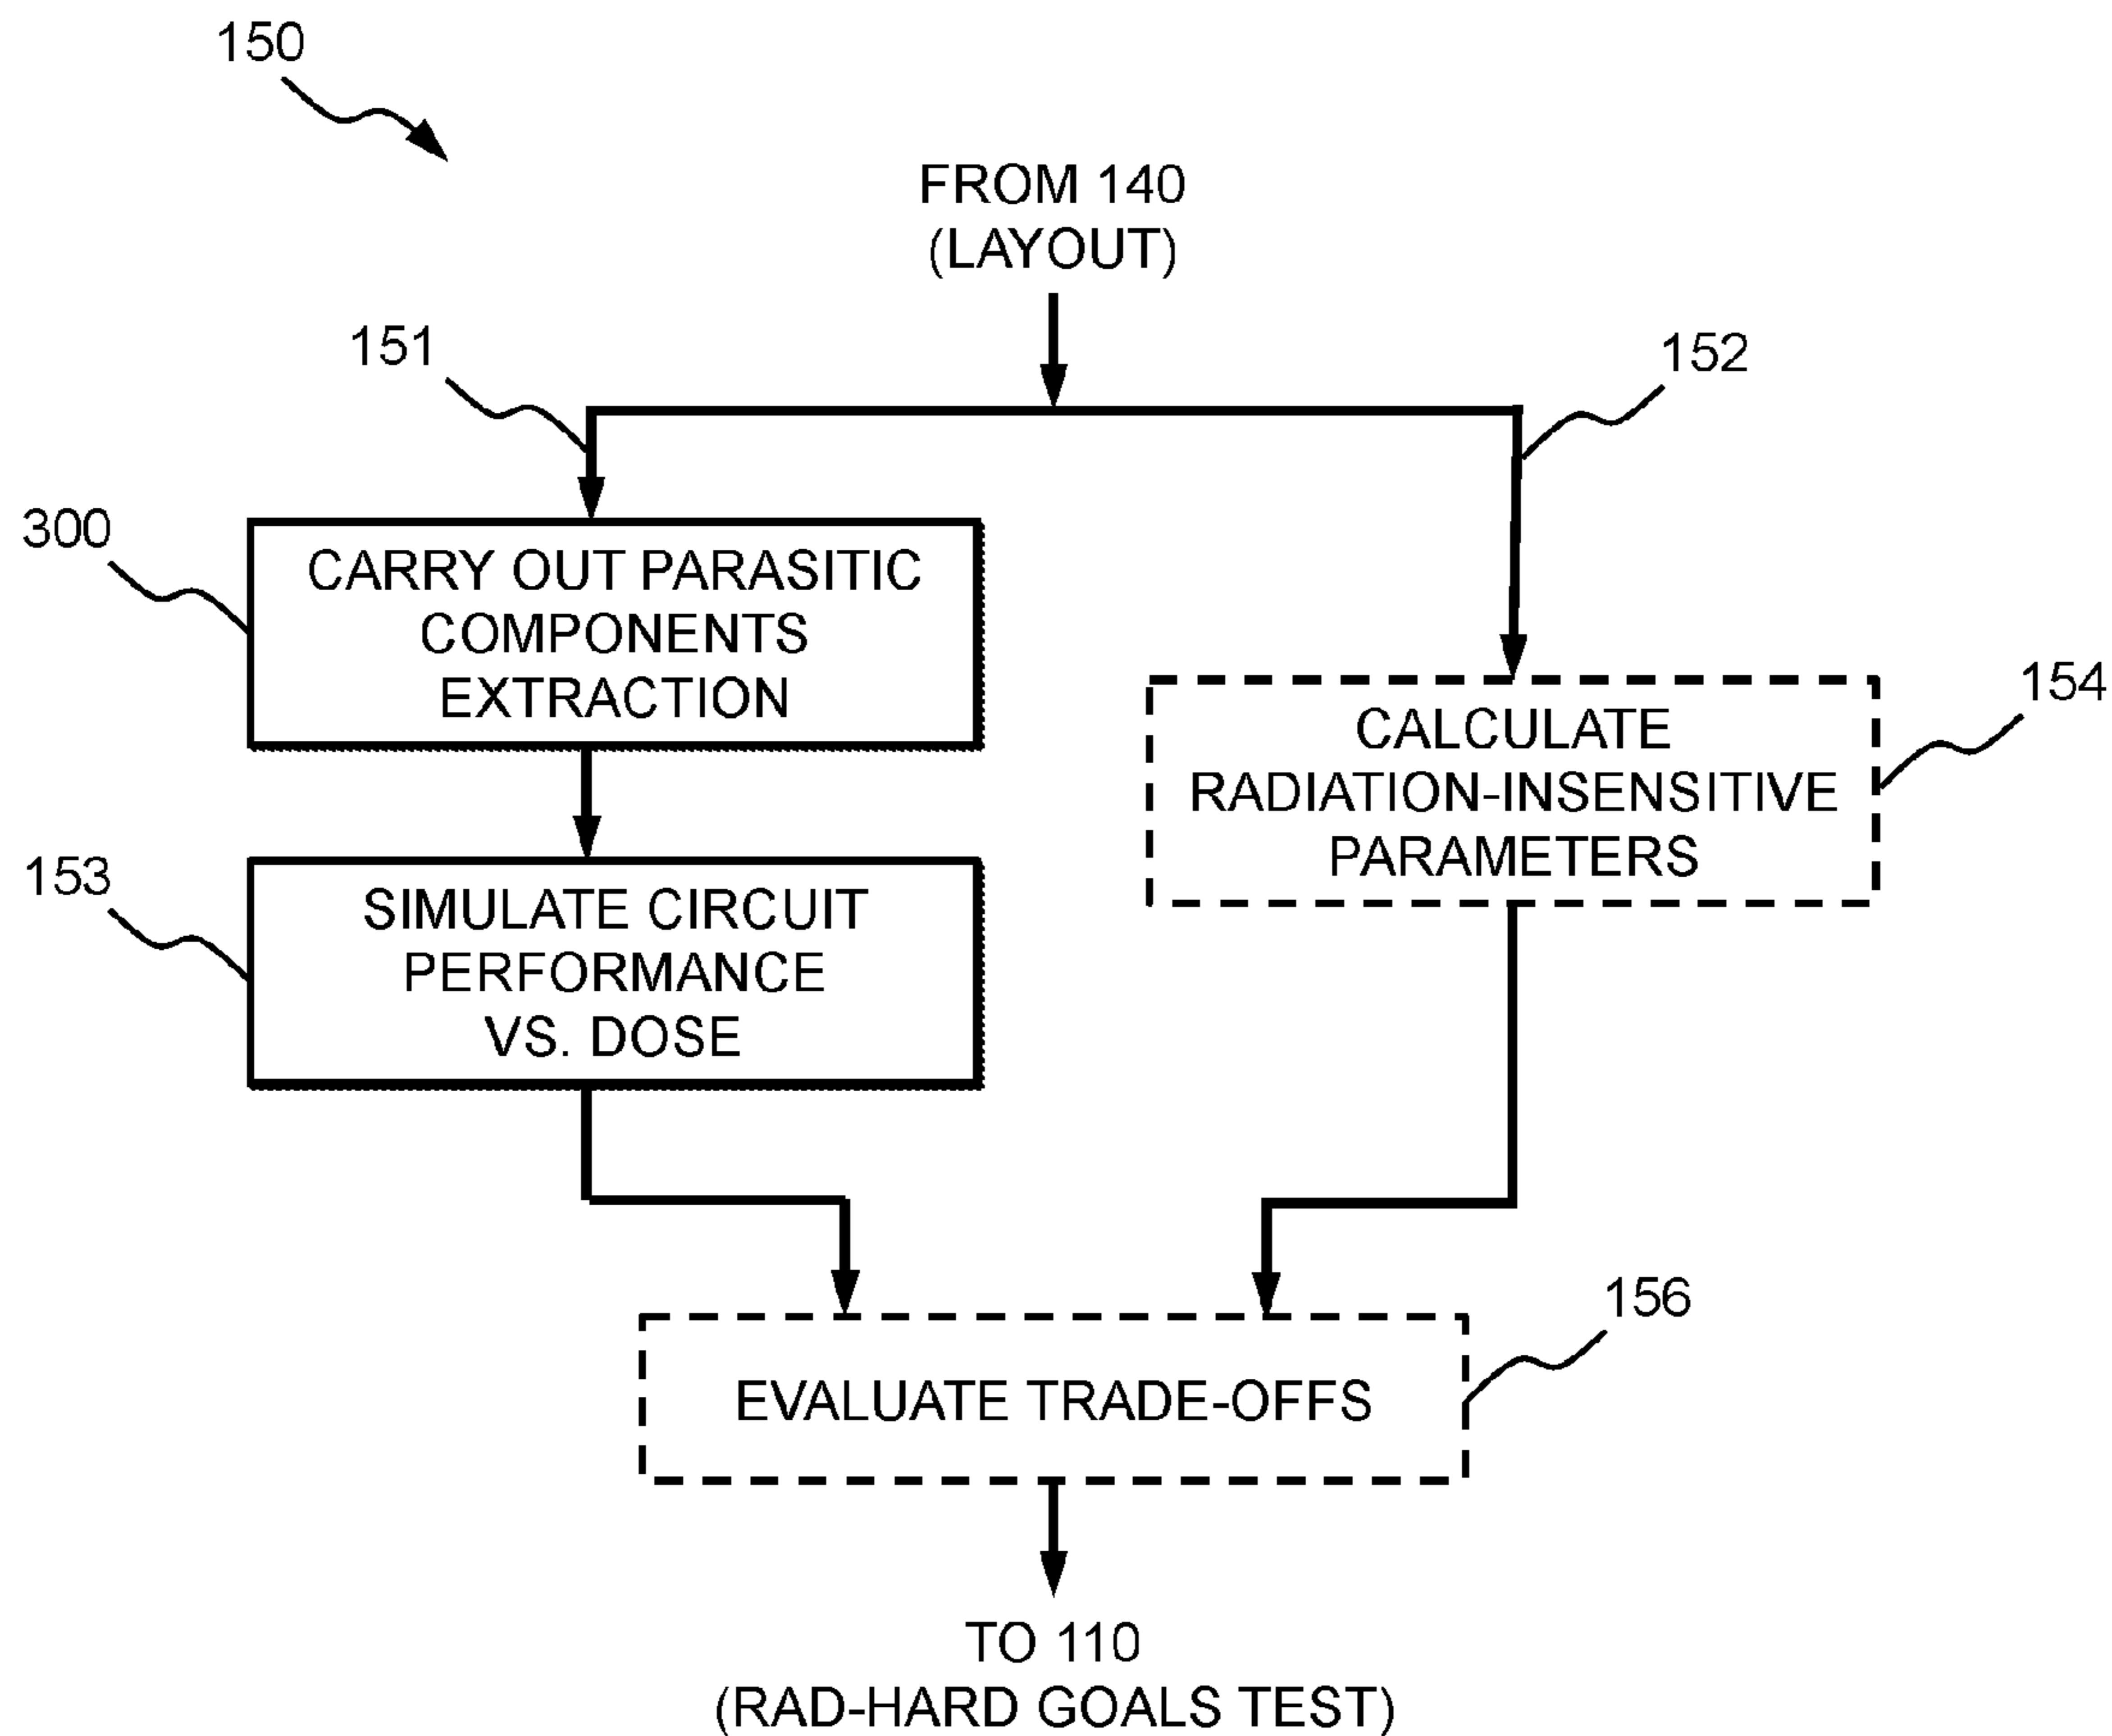 150
FROM 140
(LAYOUT)
151
152
300
CARRY OUT PARASITIC
COMPONENTS
EXTRACTION
154
CALCULATE
RADIATION-INSENSITIVE
PARAMETERS
153
SIMULATE CIRCUIT
PERFORMANCE
VS. DOSE
156
EVALUATE TRADE-OFFS
TO 110
(RAD-HARD GOALS TEST)